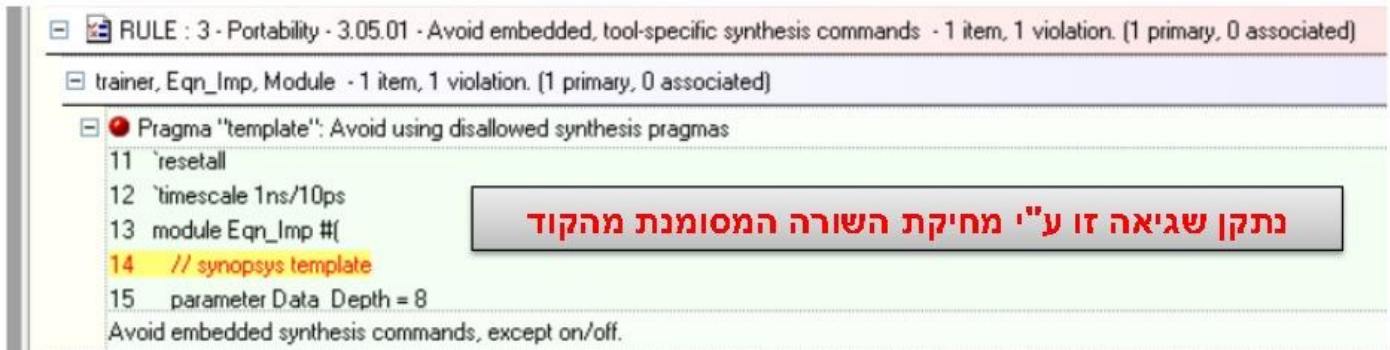 RULE : 3 - Portability - 3.05.01 - Avoid embedded, tool-specific synthesis commands - 1 item, 1 violation. (1 primary, 0 associated)
trainer, Eqn_Imp, Module - 1 item, 1 violation. (1 primary, 0 associated)
Pragma "template": Avoid using disallowed synthesis pragmas
11 `resetall
12 `timescale 1ns/10ps
13 module Eqn_Imp #(
14 // synopsys template
15 parameter Data_Depth = 8
Avoid embedded synthesis commands, except on/off.
נתקן שגיאה זו ע"י מחיקת השורה המסומנת מהקוד